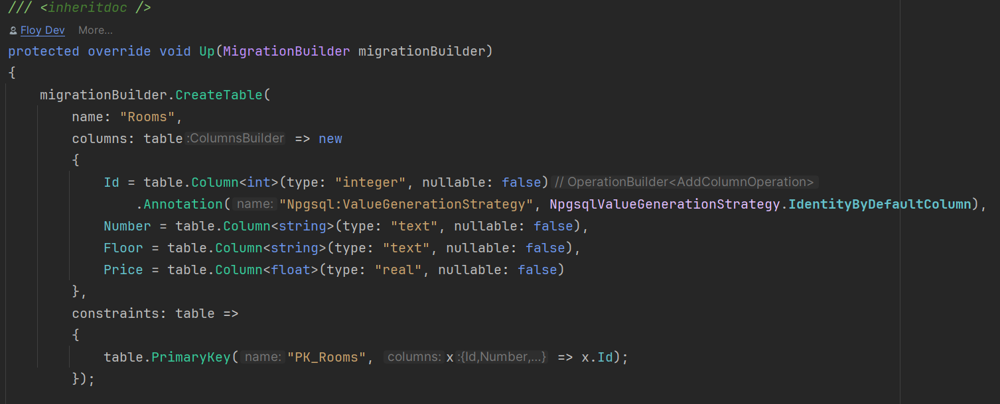 /// <inheritdoc />
Floy Dev More...
protected override void Up(MigrationBuilder migrationBuilder)
{
migrationBuilder.CreateTable(
name: "Rooms",
columns: table :ColumnsBuilder => new
{
Id = table.Column<int>(type: "integer", nullable: false) // OperationBuilder<AddColumnOperation>
.Annotation( name: "Npgsql:ValueGenerationStrategy", NpgsqlValueGenerationStrategy.IdentityByDefaultColumn),
Number = table.Column<string>(type: "text", nullable: false),
Floor = table.Column<string>(type: "text", nullable: false),
Price = table.Column<float>(type: "real", nullable: false)
},
constraints: table =>
{
table.PrimaryKey( name: "PK_Rooms", columns: x :{Id,Number,...} => x.Id);
});